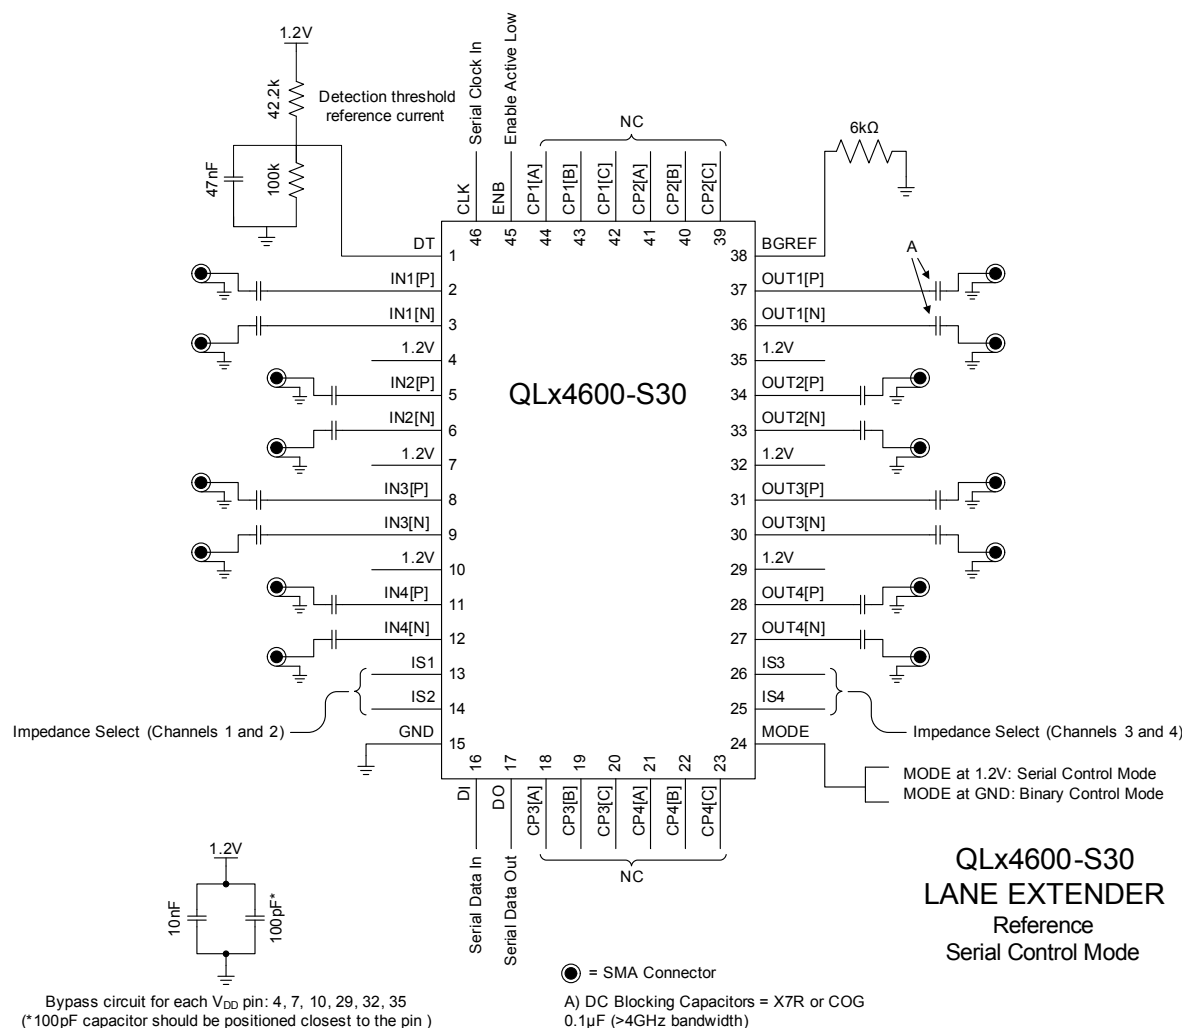 1.2V
42.2k
Detection threshold
reference current
47nF
100k
Serial Clock In
Enable Active Low
NC
6kΩ
CLK
ENB
CP1[A]
CP1[B]
CP1[C]
CP2[A]
CP2[B]
CP2[C]
46
45
44
43
42
41
40
39
DT
1
IN1[P]
2
IN1[N]
3
1.2V
4
IN2[P]
5
IN2[N]
6
1.2V
7
IN3[P]
8
IN3[N]
9
1.2V
10
IN4[P]
11
IN4[N]
12
IS1
13
IS2
14
GND
15
Impedance Select (Channels 1 and 2)
QLx4600-S30
BGREF
38
A
OUT1[P]
37
OUT1[N]
36
1.2V
35
OUT2[P]
34
OUT2[N]
33
1.2V
32
OUT3[P]
31
OUT3[N]
30
1.2V
29
OUT4[P]
28
OUT4[N]
27
IS3
26
IS4
25
MODE
24
Impedance Select (Channels 3 and 4)
MODE at 1.2V: Serial Control Mode
MODE at GND: Binary Control Mode
16
17
18
19
20
21
22
23
DI
DO
CP3[A]
CP3[B]
CP3[C]
CP4[A]
CP4[B]
CP4[C]
Serial Data In
Serial Data Out
NC
1.2V
10nF
100pF*
Bypass circuit for each VDD pin: 4, 7, 10, 29, 32, 35
(*100pF capacitor should be positioned closest to the pin )
= SMA Connector
A) DC Blocking Capacitors = X7R or COG
0.1µF (>4GHz bandwidth)
QLx4600-S30
LANE EXTENDER
Reference
Serial Control Mode